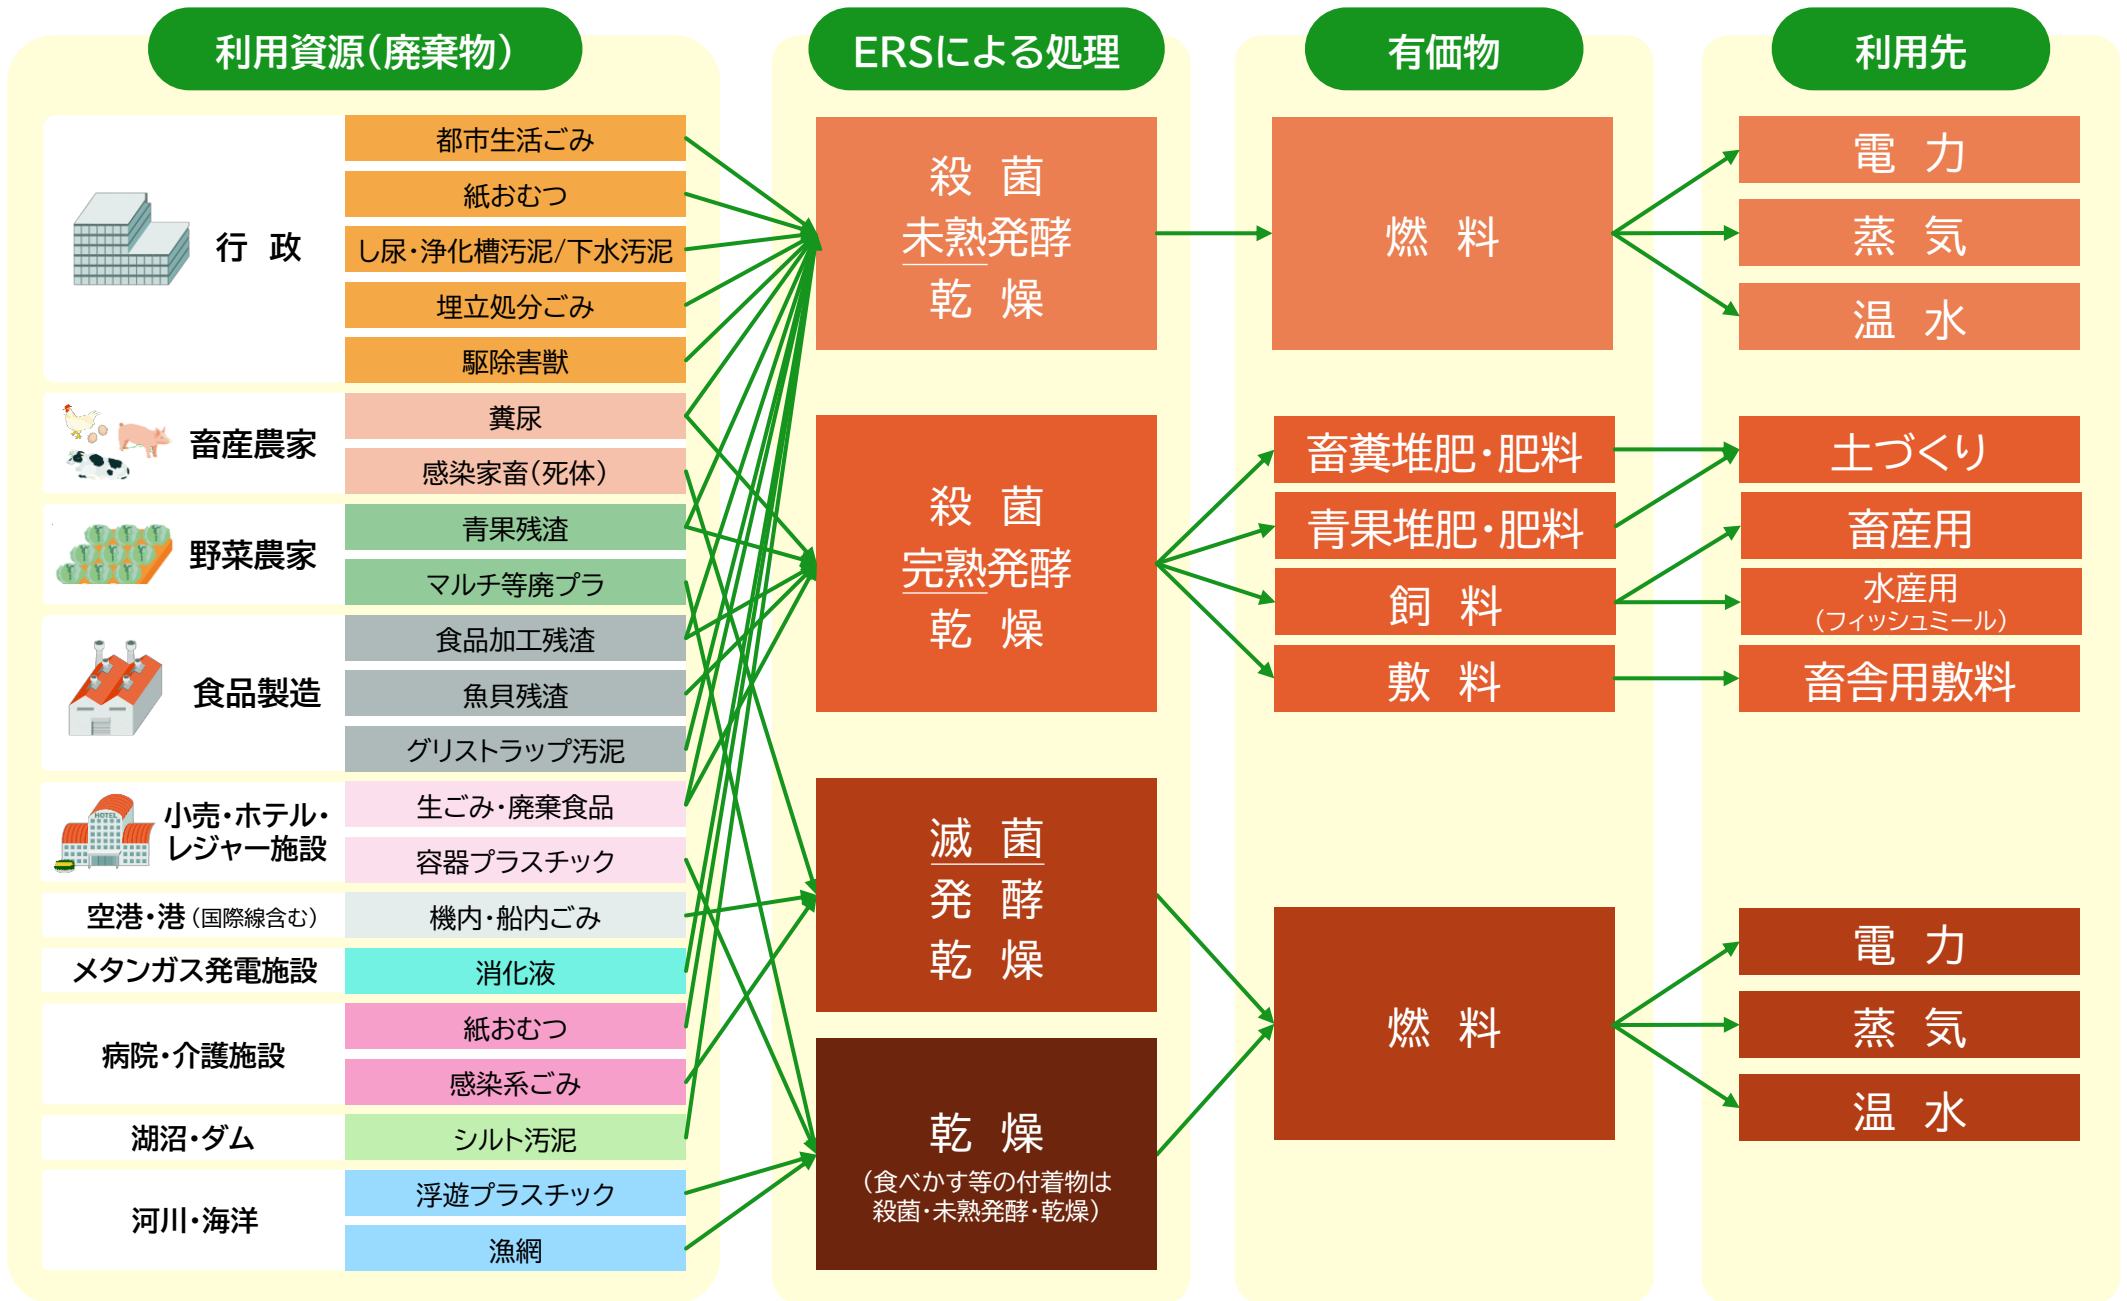 利用資源(廃棄物)
行 政
都市生活ごみ
紙おむつ
し尿・浄化槽汚泥/下水汚泥
埋立処分ごみ
駆除害獣
畜産農家
糞尿
感染家畜(死体)
野菜農家
青果残渣
マルチ等廃プラ
食品製造
食品加工残渣
魚貝残渣
グリストラップ汚泥
HOTEL
小売・ホテル・
レジャー施設
生ごみ・廃棄食品
容器プラスチック
空港・港(国際線含む)
機内・船内ごみ
メタンガス発電施設
消化液
病院・介護施設
紙おむつ
感染系ごみ
湖沼・ダム
シルト汚泥
河川・海洋
浮遊プラスチック
漁網
ERSによる処理
殺 菌
未熟発酵
乾 燥
殺 菌
完熟発酵
乾 燥
滅 菌
発 酵
乾 燥
乾 燥
(食べかす等の付着物は
殺菌・未熟発酵・乾燥)
有価物
燃 料
畜糞堆肥・肥料
青果堆肥・肥料
飼 料
敷 料
燃 料
利用先
電 力
蒸 気
温 水
土づくり
畜産用
水産用
(フィッシュミール)
畜舎用敷料
電 力
蒸 気
温 水